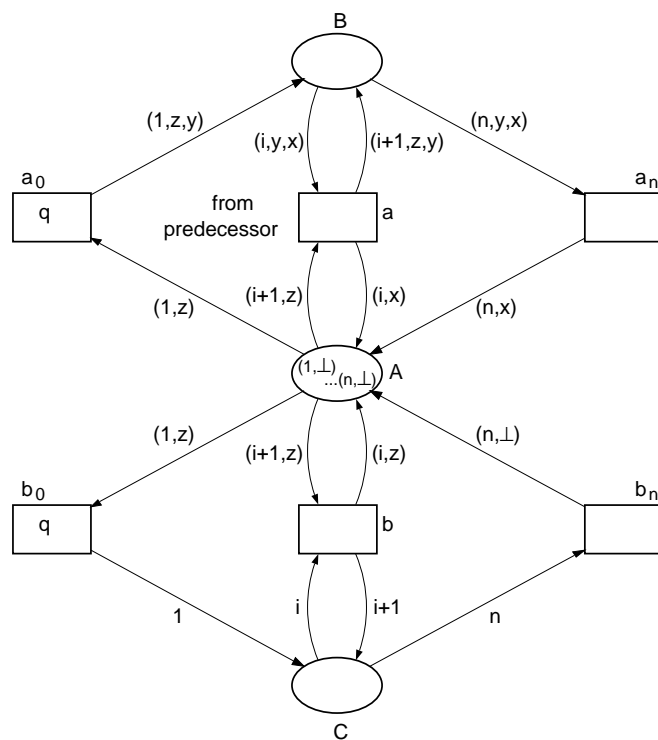 B
(1,z,y)
(i,y,x)
(i+1,z,y)
(n,y,x)
a0
q
from
predecessor
a
an
(1,z)
(i+1,z)
(i,x)
(n,x)
(1,⊥)
...(n,⊥)
A
(1,z)
(i+1,z)
(i,z)
(n,⊥)
b0
q
b
bn
1
i
i+1
n
C